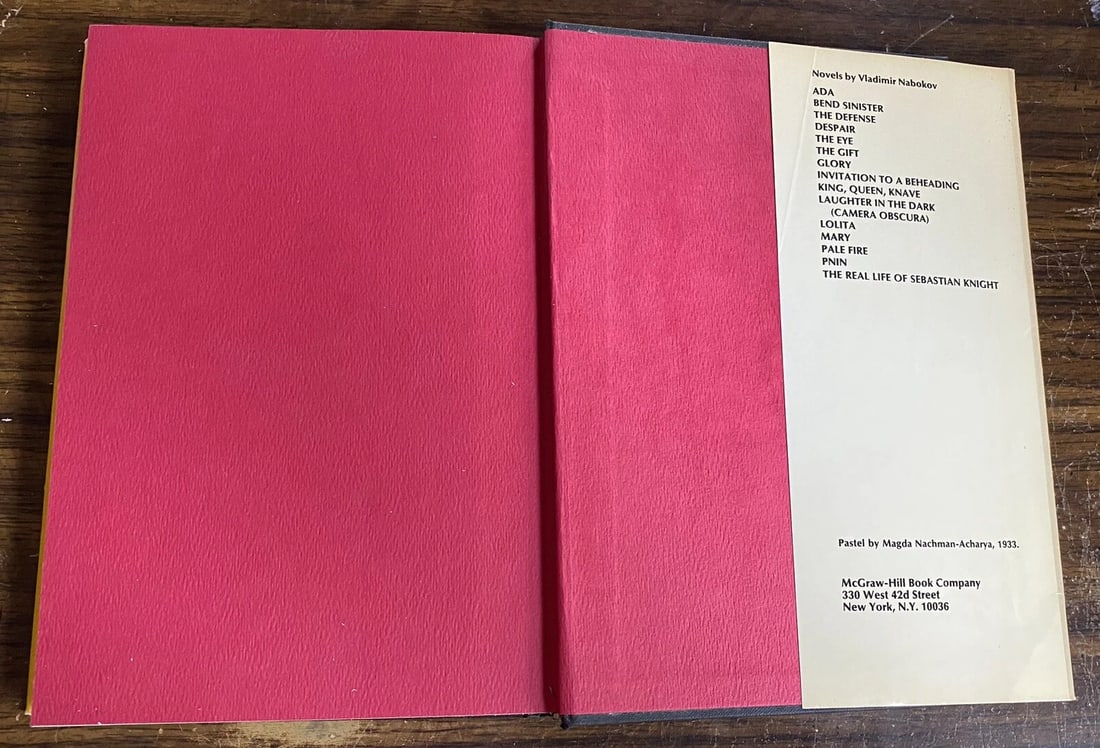 Novels by Vladimir Nabokov
ADA
BEND SINISTER
THE DEFENSE
DESPAIR
THE EYE
THE GIFT
GLORY
INVITATION TO A BEHEADING
KING, QUEEN, KNAVE
LAUGHTER IN THE DARK
(CAMERA OBSCURA)
LOLITA
MARY
PALE FIRE
PNIN
THE REAL LIFE OF SEBASTIAN KNIGHT
Pastel by Magda Nachman-Acharya, 1933.
McGraw-Hill Book Company
330 West 42d Street
New York, N.Y. 10036